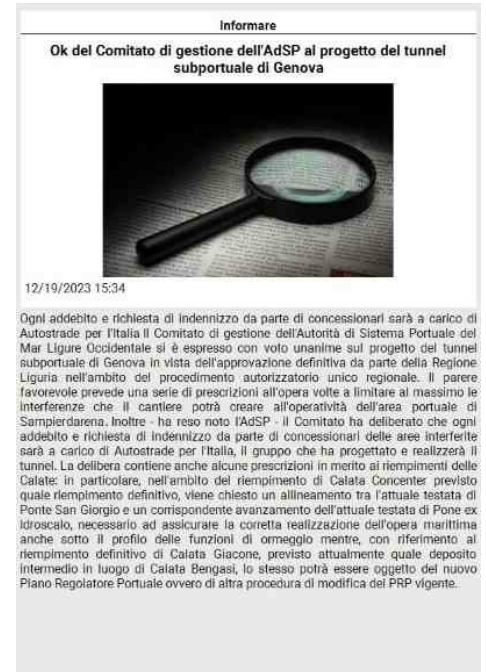 Informare
Ok del Comitato di gestione dell'AdSP al progetto del tunnel
subportuale di Genova
12/19/2023 15:34
Ogni addebito e richiesta di indennizzo da parte di concessionari sarà a carico di
Autostrade per l'Italia Il Comitato di gestione dell'Autorità di Sistema Portuale del
Mar Ligure Occidentale si è espresso con voto unanime sul progetto del tunnel
subportuale di Genova in vista dell'approvazione definitiva da parte della Regione
Liguria nell'ambito del procedimento autorizzatorio unico regionale. Il parere
favorevole prevede una serie di prescrizioni all'opera volte a limitare al massimo le
interferenze che il cantiere potrà creare all'operatività dell'area portuale di
Sampierdarena. Inoltre - ha reso noto l'AdSP - il Comitato ha deliberato che ogni
addebito e richiesta di indennizzo da parte di concessionari delle aree interferite
sarà a carico di Autostrade per l'Italia, il gruppo che ha progettato e realizzerà il
tunnel. La delibera contiene anche alcune prescrizioni in merito ai riempimenti delle
Calate: in particolare, nell'ambito del riempimento di Calata Concenter previsto
quale riempimento definitivo, viene chiesto un allineamento tra l'attuale testata di
Ponte San Giorgio e un corrispondente avanzamento dell'attuale testata di Pone ex
Idroscalo, necessario ad assicurare la corretta realizzazione dell'opera marittima
anche sotto il profilo delle funzioni di ormeggio mentre, con riferimento al
riempimento definitivo di Calata Giaccone, previsto attualmente quale deposito
intermedio in luogo di Calata Bengasi, lo stesso potrà essere oggetto del nuovo
Piano Regolatore Portuale ovvero di altra procedura di modifica del PRP vigente.